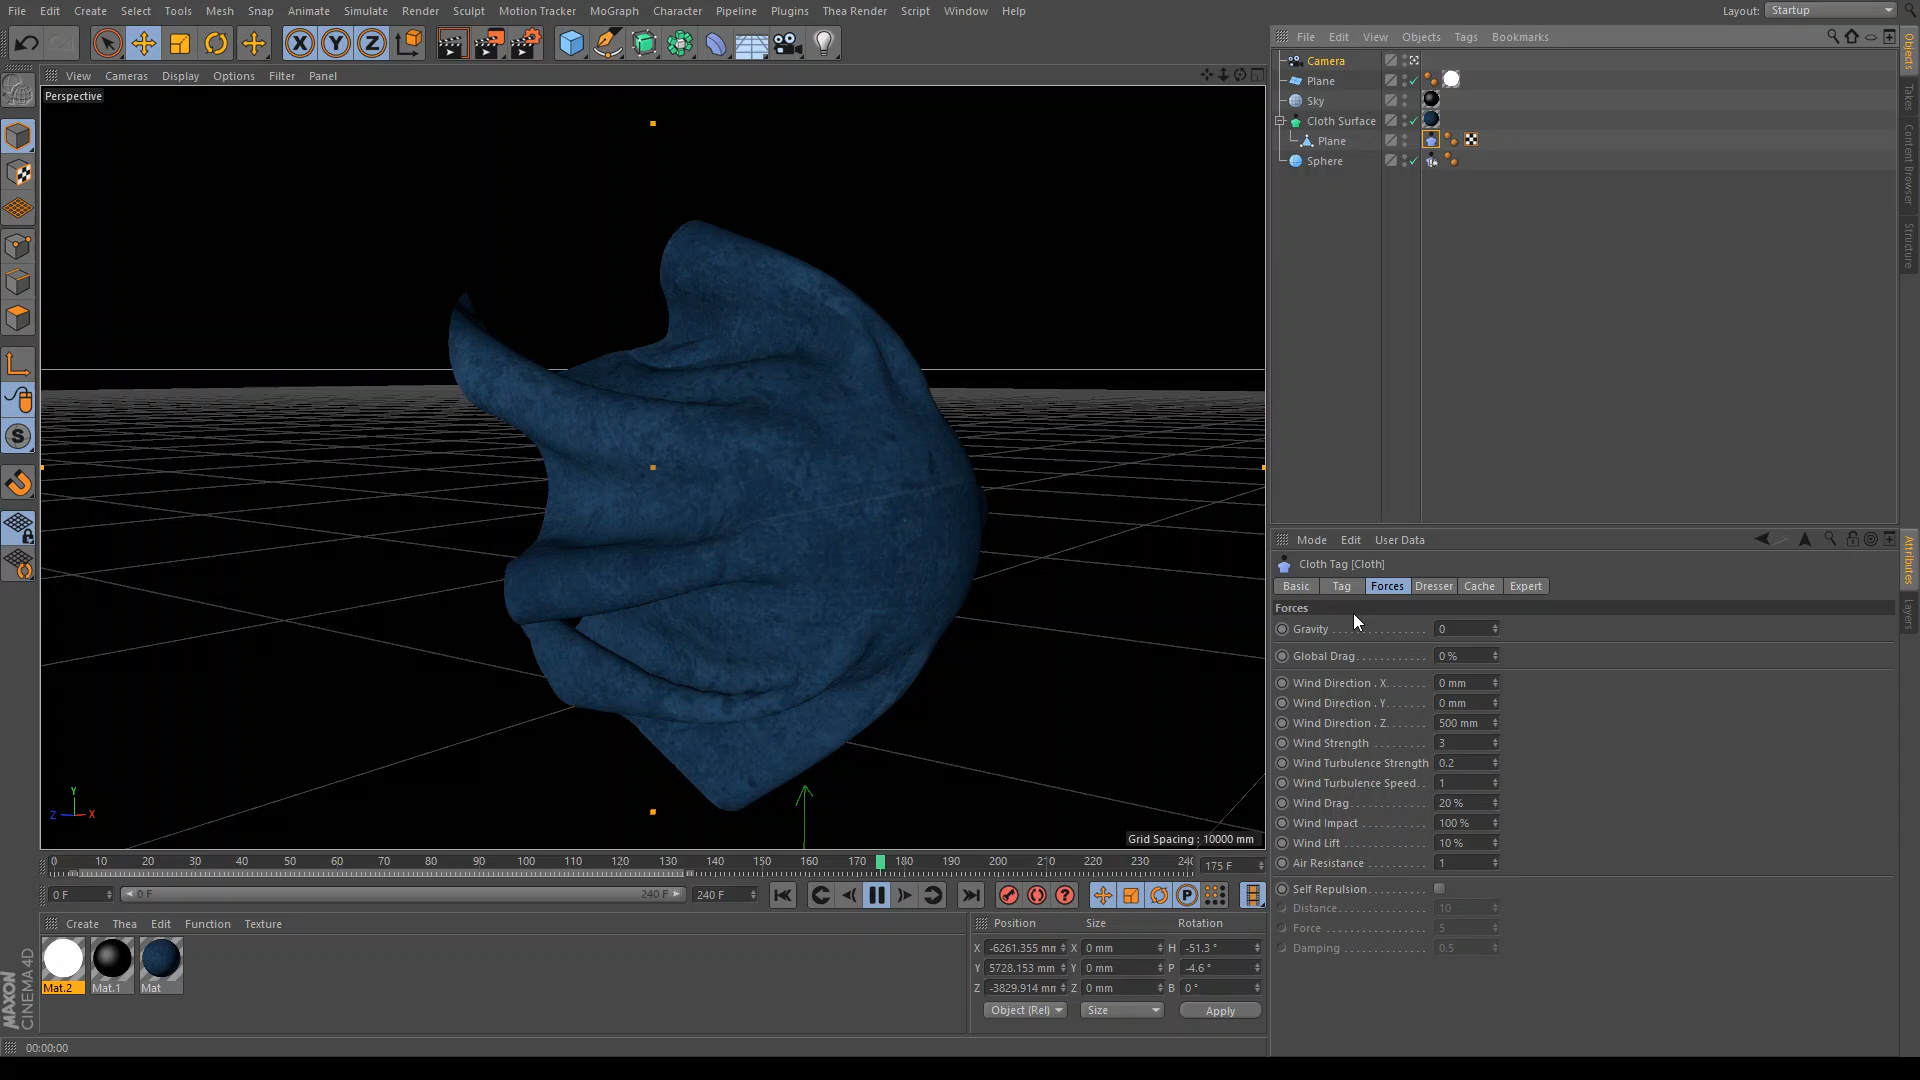 File Edit Create Select Tools Mesh Snap Animate Simulate Render Sculpt Motion Tracker MoGraph Character Pipeline Plugins Thea Render Script Window Help
Layout: Startup
X Y Z
File Edit View Objects Tags Bookmarks
View Cameras Display Options Filter Panel
Perspective
Camera
Plane
Sky
Cloth Surface
Plane
Sphere
Objects
Takes
Content Browser
Structure
Mode Edit User Data
Cloth Tag [Cloth]
Basic Tag Forces Dresser Cache Expert
Forces
Gravity . . . . . . . . . . . . . . . 0
Global Drag . . . . . . . . . . . . 0 %
Wind Direction . X . . . . . . . 0 mm
Wind Direction . Y . . . . . . . 0 mm
Wind Direction . Z . . . . . . . 500 mm
Wind Strength . . . . . . . . . 3
Wind Turbulence Strength 0.2
Wind Turbulence Speed . . 1
Wind Drag . . . . . . . . . . . . 20 %
Wind Impact . . . . . . . . . . 100 %
Wind Lift . . . . . . . . . . . . . 10 %
Air Resistance . . . . . . . . . 1
Self Repulsion . . . . . . . . .
Distance . . . . . . . . . . . . . 10
Force . . . . . . . . . . . . . . . . 5
Damping . . . . . . . . . . . . . 0.5
Attributes
Layers
Y
Z X
Grid Spacing : 10000 mm
0 10 20 30 40 50 60 70 80 90 100 110 120 130 140 150 160 170 180 190 200 210 220 230 240
175 F
0 F 0 F 240 F 240 F
Create Thea Edit Function Texture
Mat.2 Mat.1 Mat
Position Size Rotation
X -6261.355 mm X 0 mm H -51.3 °
Y 5728.153 mm Y 0 mm P -4.6 °
Z -3829.914 mm Z 0 mm B 0 °
Object (Rel) Size Apply
MAXON
CINEMA 4D
00:00:00